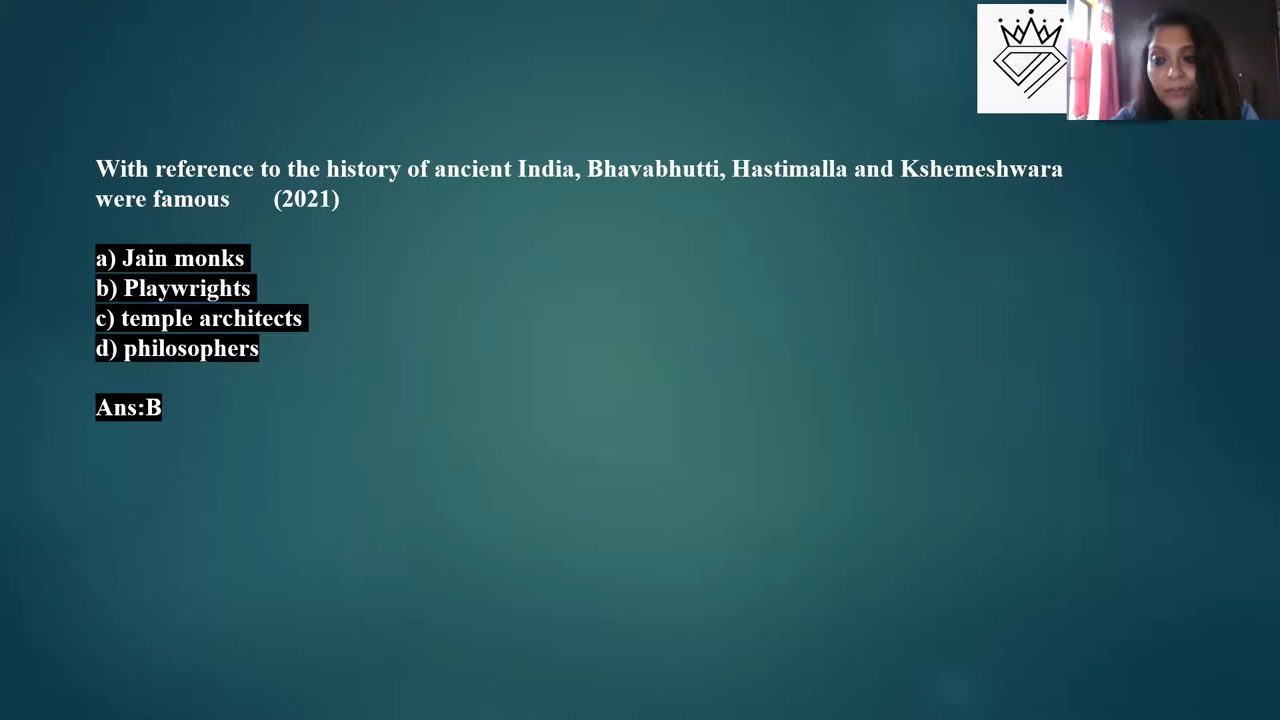 With reference to the history of ancient India, Bhavabhutti, Hastimalla and Kshemeshwara
were famous (2021)
a) Jain monks
b) Playwrights
c) temple architects
d) philosophers
Ans:B